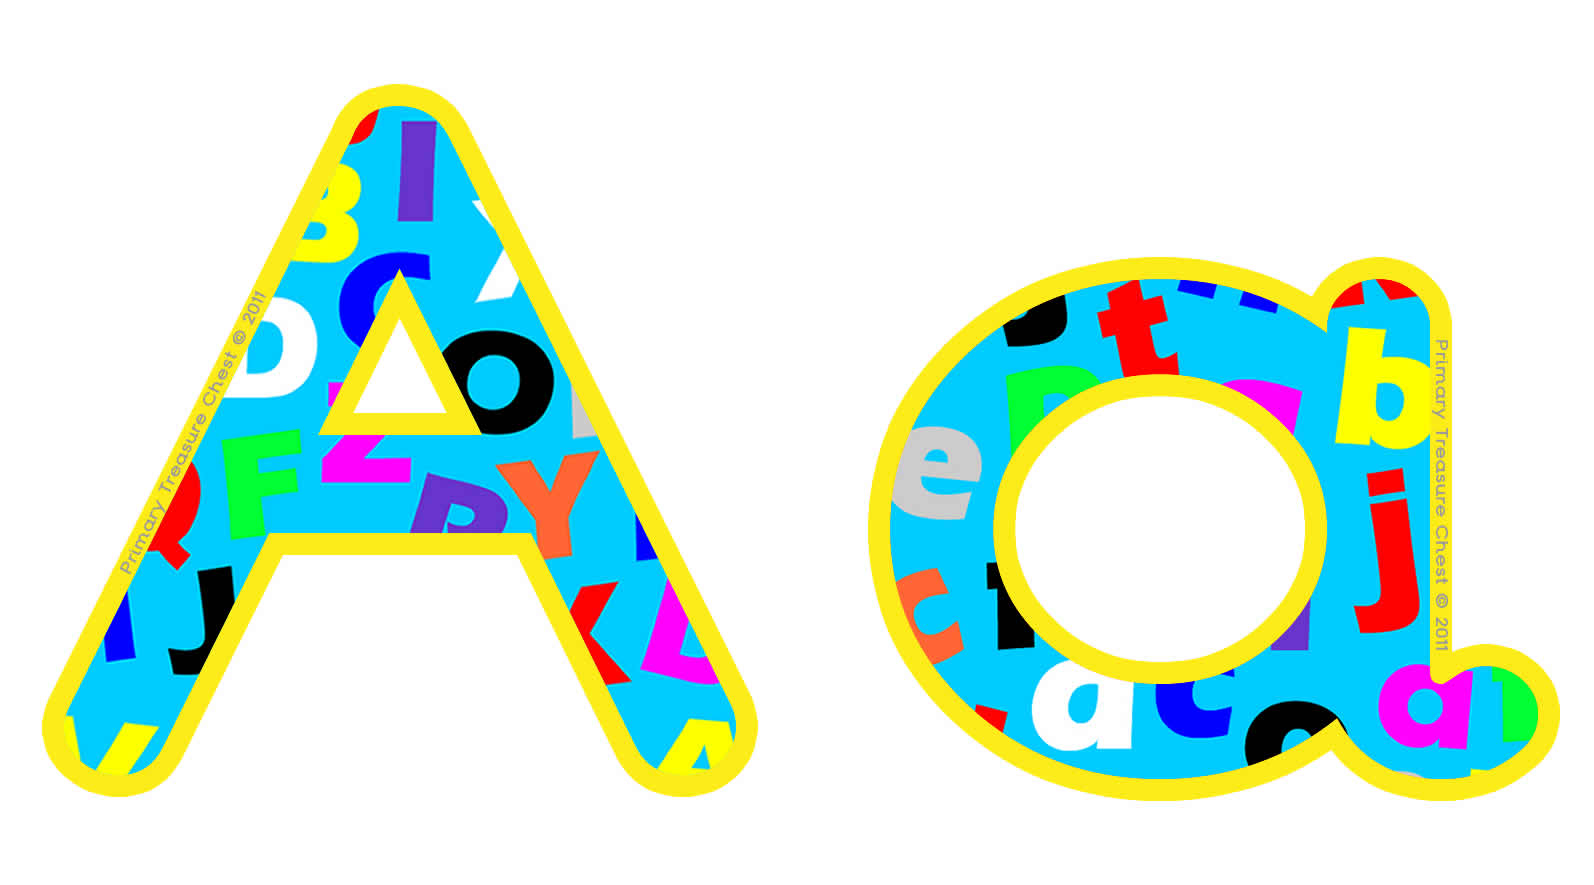 A a
Primary Treasure Chest © 2011
Primary Treasure Chest © 2011
I
B
C
D
O
F
Z
Q
P
Y
J
K
t
b
e
j
c
a
c
a